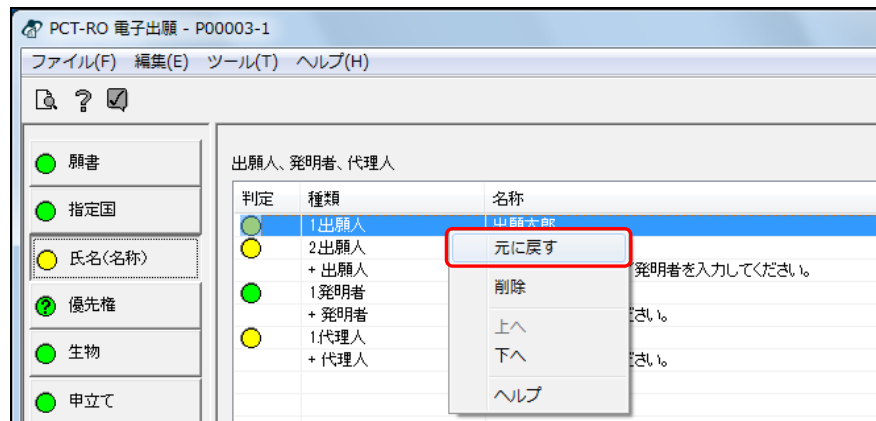 PCT-RO 電子出願 - P00003-1
ファイル(F) 編集(E) ツール(T) ヘルプ(H)
願書
指定国
氏名(名称)
優先権
生物
申立て
出願人、発明者、代理人
判定 種類 名称
1出願人 出願太郎
2出願人
+ 出願人 発明者を入力してください。
1発明者
+ 発明者 ださい。
1代理人
+ 代理人 ださい。
元に戻す
削除
上へ
下へ
ヘルプ